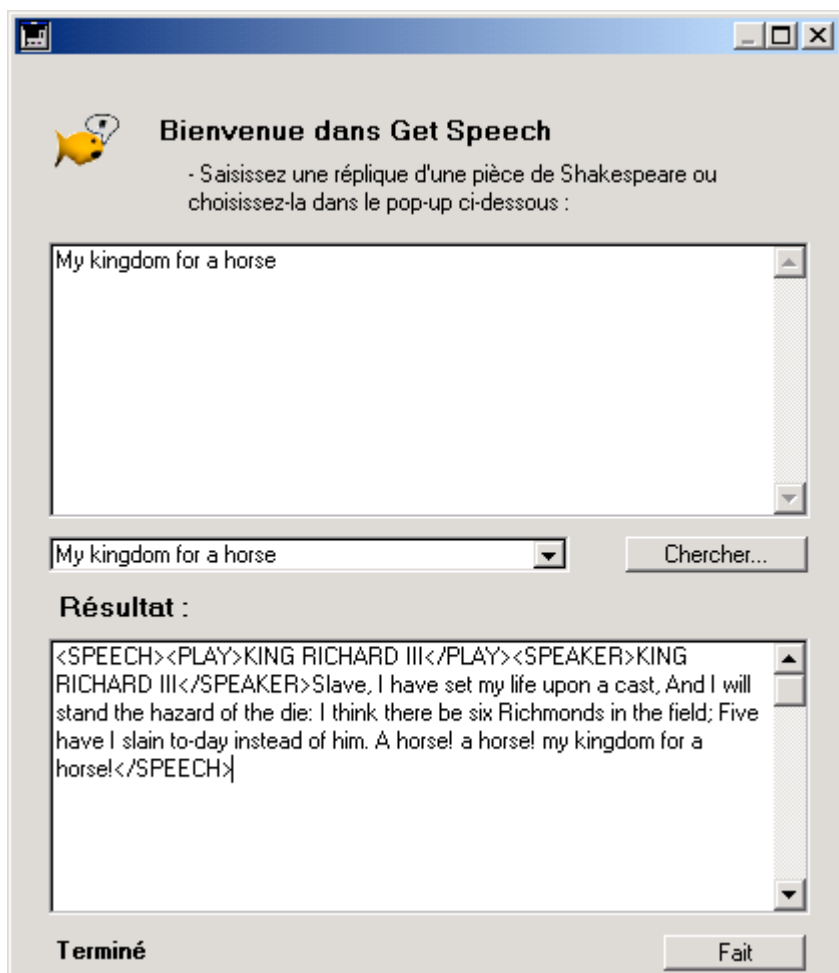 Bienvenue dans Get Speech
- Saisissez une réplique d'une pièce de Shakespeare ou
choisissez-la dans le pop-up ci-dessous :
My kingdom for a horse
My kingdom for a horse
Chercher...
Résultat :
<SPEECH><PLAY>KING RICHARD III</PLAY><SPEAKER>KING
RICHARD III</SPEAKER>Slave, I have set my life upon a cast, And I will
stand the hazard of the die: I think there be six Richmonds in the field; Five
have I slain to-day instead of him. A horse! a horse! my kingdom for a
horse!</SPEECH>
Terminé
Fait